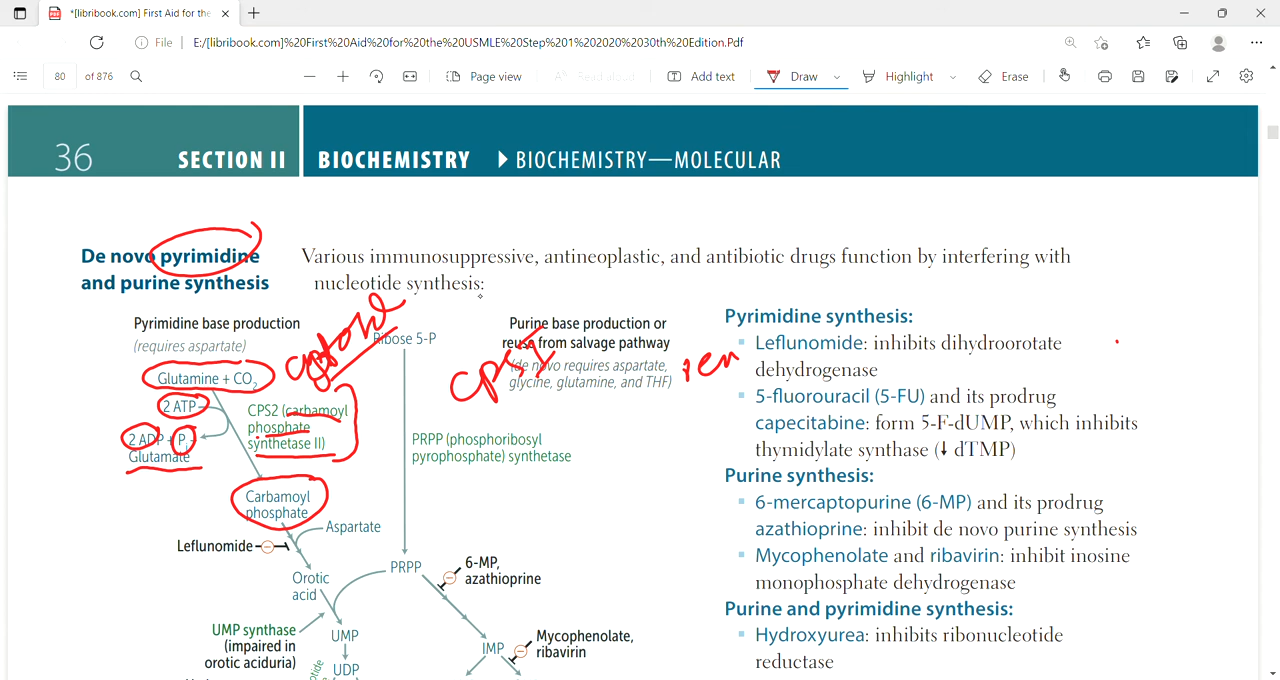 *[libribook.com] First Aid for the
File
E:/[libribook.com]%20First%20Aid%20for%20the%20USMLE%20Step%201%202020%2030th%20Edition.Pdf
80 of 876
Page view
Read aloud
Add text
Draw
Highlight
Erase
36 SECTION II BIOCHEMISTRY ▶ BIOCHEMISTRY—MOLECULAR
De novo pyrimidine
and purine synthesis
Various immunosuppressive, antineoplastic, and antibiotic drugs function by interfering with
nucleotide synthesis:
Pyrimidine base production
(requires aspartate)
Glutamine + CO₂
2 ATP
2 ADP + P
Glutamate
CPS2 (carbamoyl
phosphate
synthetase II)
Carbamoyl
phosphate
Aspartate
Leflunomide
Orotic
acid
UMP synthase
(impaired in
orotic aciduria)
UMP
UDP
Ribose 5-P
Purine base production or
reuse from salvage pathway
(de novo requires aspartate,
glycine, glutamine, and THF)
CPSI
PRPP (phosphoribosyl
pyrophosphate) synthetase
PRPP
6-MP,
azathioprine
IMP
Mycophenolate,
ribavirin
Pyrimidine synthesis:
Leflunomide: inhibits dihydroorotate
dehydrogenase
5-fluorouracil (5-FU) and its prodrug
capecitabine: form 5-F-dUMP, which inhibits
thymidylate synthase (↓ dTMP)
Purine synthesis:
6-mercaptopurine (6-MP) and its prodrug
azathioprine: inhibit de novo purine synthesis
Mycophenolate and ribavirin: inhibit inosine
monophosphate dehydrogenase
Purine and pyrimidine synthesis:
Hydroxyurea: inhibits ribonucleotide
reductase